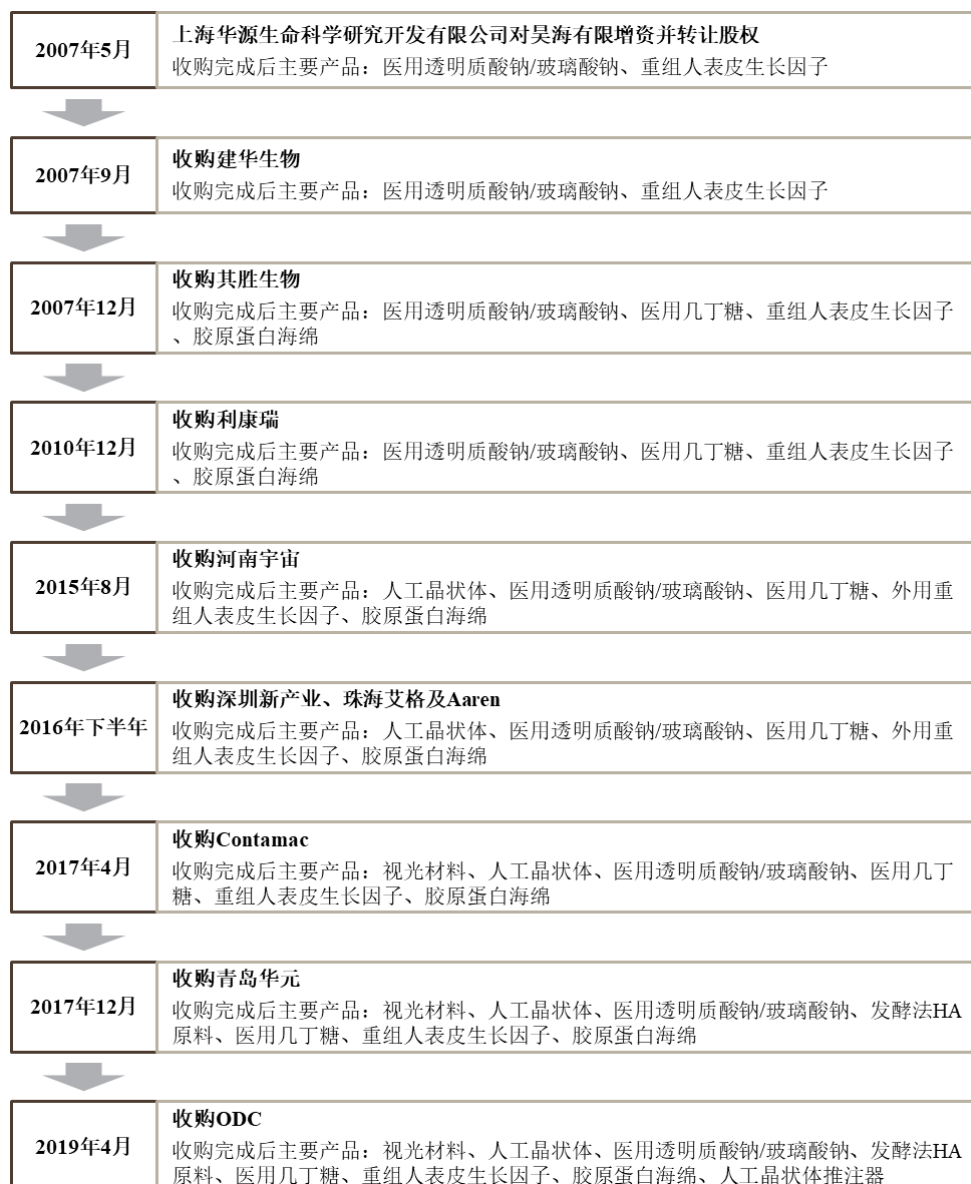 2007年5月
上海华源生命科学研究开发有限公司对昊海有限增资并转让股权
收购完成后主要产品：医用透明质酸钠/玻璃酸钠、重组人表皮生长因子
2007年9月
收购建华生物
收购完成后主要产品：医用透明质酸钠/玻璃酸钠、重组人表皮生长因子
2007年12月
收购其胜生物
收购完成后主要产品：医用透明质酸钠/玻璃酸钠、医用几丁糖、重组人表皮生长因子
、胶原蛋白海绵
2010年12月
收购利康瑞
收购完成后主要产品：医用透明质酸钠/玻璃酸钠、医用几丁糖、重组人表皮生长因子
、胶原蛋白海绵
2015年8月
收购河南宇宙
收购完成后主要产品：人工晶状体、医用透明质酸钠/玻璃酸钠、医用几丁糖、外用重
组人表皮生长因子、胶原蛋白海绵
2016年下半年
收购深圳新产业、珠海艾格及Aaren
收购完成后主要产品：人工晶状体、医用透明质酸钠/玻璃酸钠、医用几丁糖、外用重
组人表皮生长因子、胶原蛋白海绵
2017年4月
收购Contamac
收购完成后主要产品：视光材料、人工晶状体、医用透明质酸钠/玻璃酸钠、医用几丁
糖、重组人表皮生长因子、胶原蛋白海绵
2017年12月
收购青岛华元
收购完成后主要产品：视光材料、人工晶状体、医用透明质酸钠/玻璃酸钠、发酵法HA
原料、医用几丁糖、重组人表皮生长因子、胶原蛋白海绵
2019年4月
收购ODC
收购完成后主要产品：视光材料、人工晶状体、医用透明质酸钠/玻璃酸钠、发酵法HA
原料、医用几丁糖、重组人表皮生长因子、胶原蛋白海绵、人工晶状体推注器